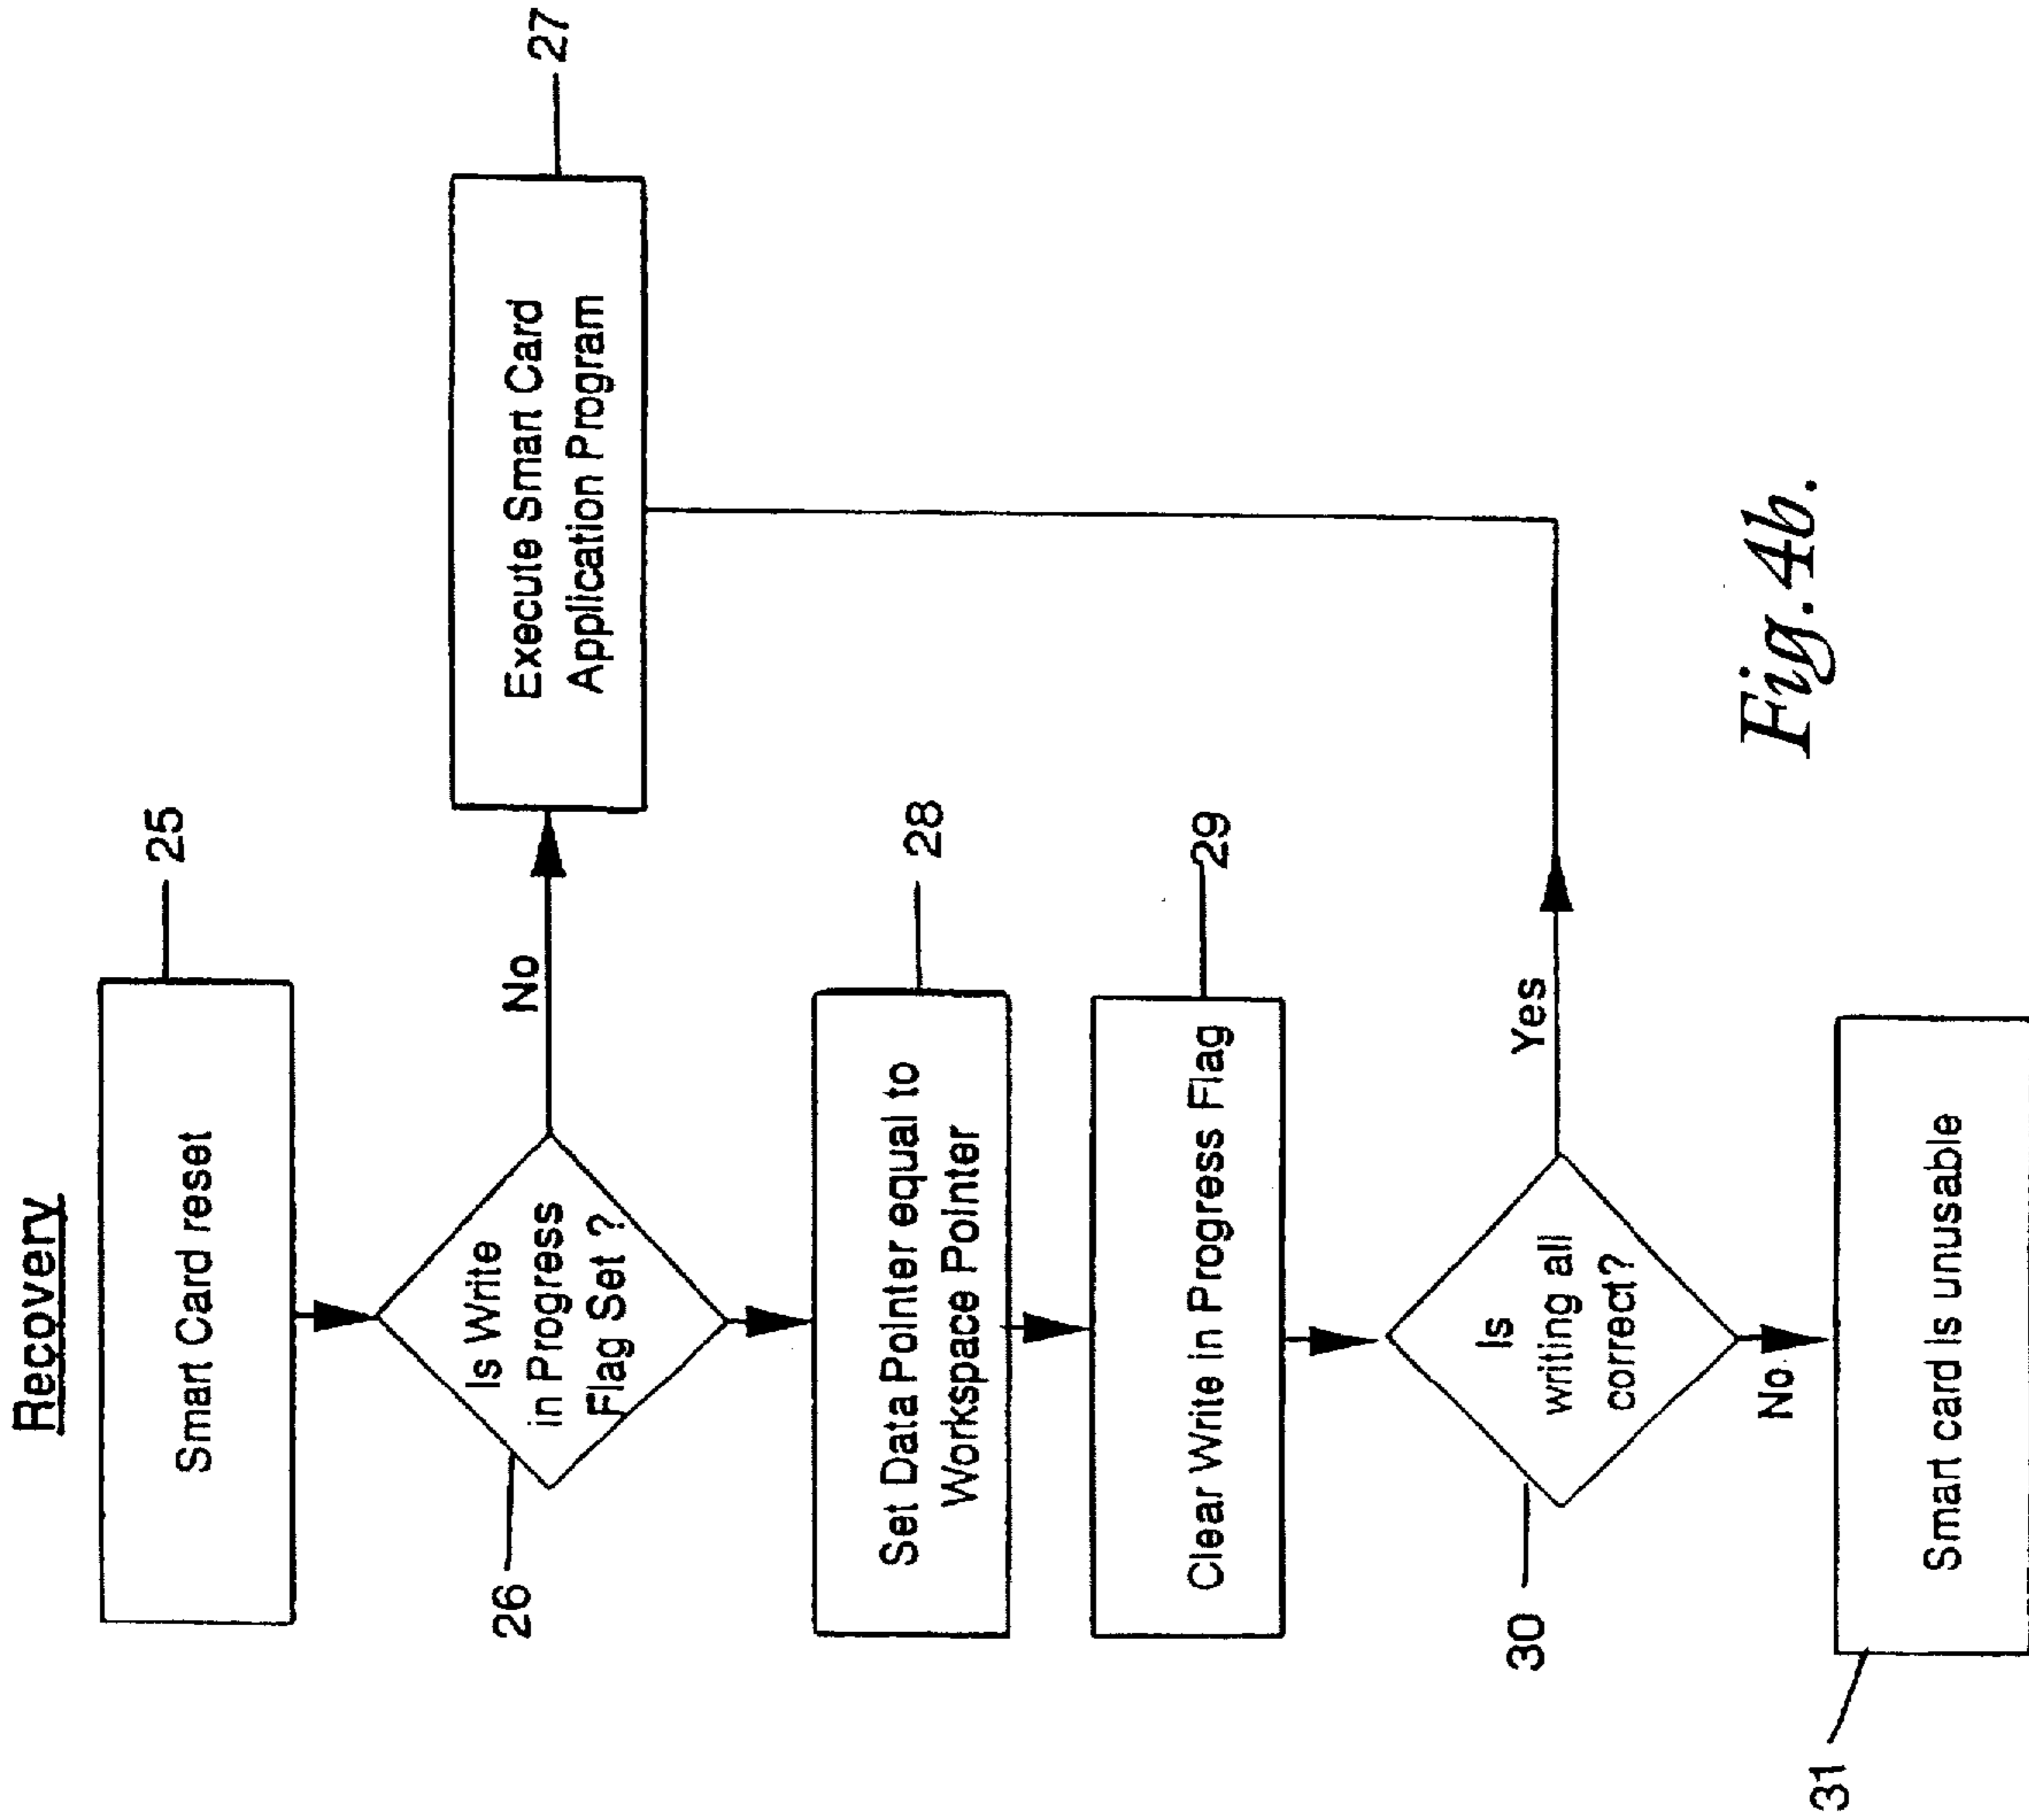 Recovery
Smart Card reset
25
Is Write
in Progress
Flag Set ?
26
No
Execute Smart Card
Application Program
27
Set Data Pointer equal to
Workspace Pointer
28
Clear Write in Progress Flag
29
Is
writing all
correct?
30
Yes
No
Smart card is unusable
31
Fig.4b.